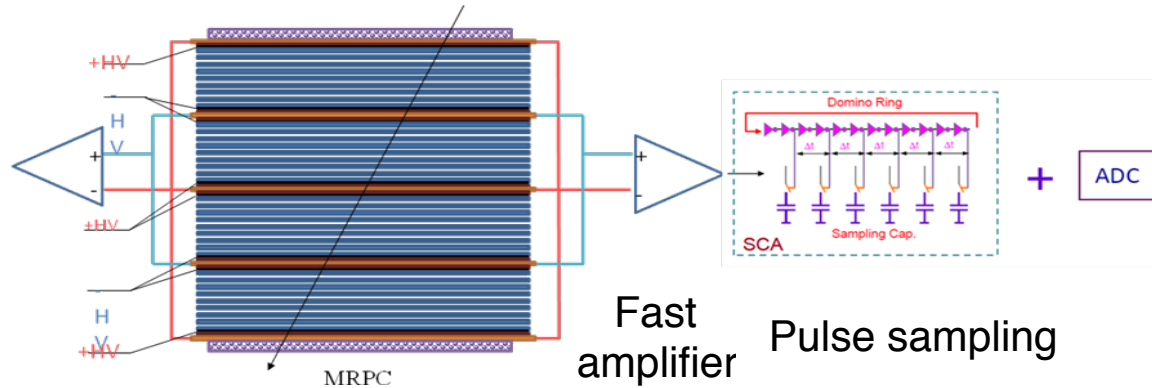 +HV
-
H
V
+
-
+HV
-
H
V
+HV
MRPC
+
-
Fast
amplifier
Domino Ring
Δt Δt Δt Δt Δt
Sampling Cap.
SCA
+
ADC
Pulse sampling